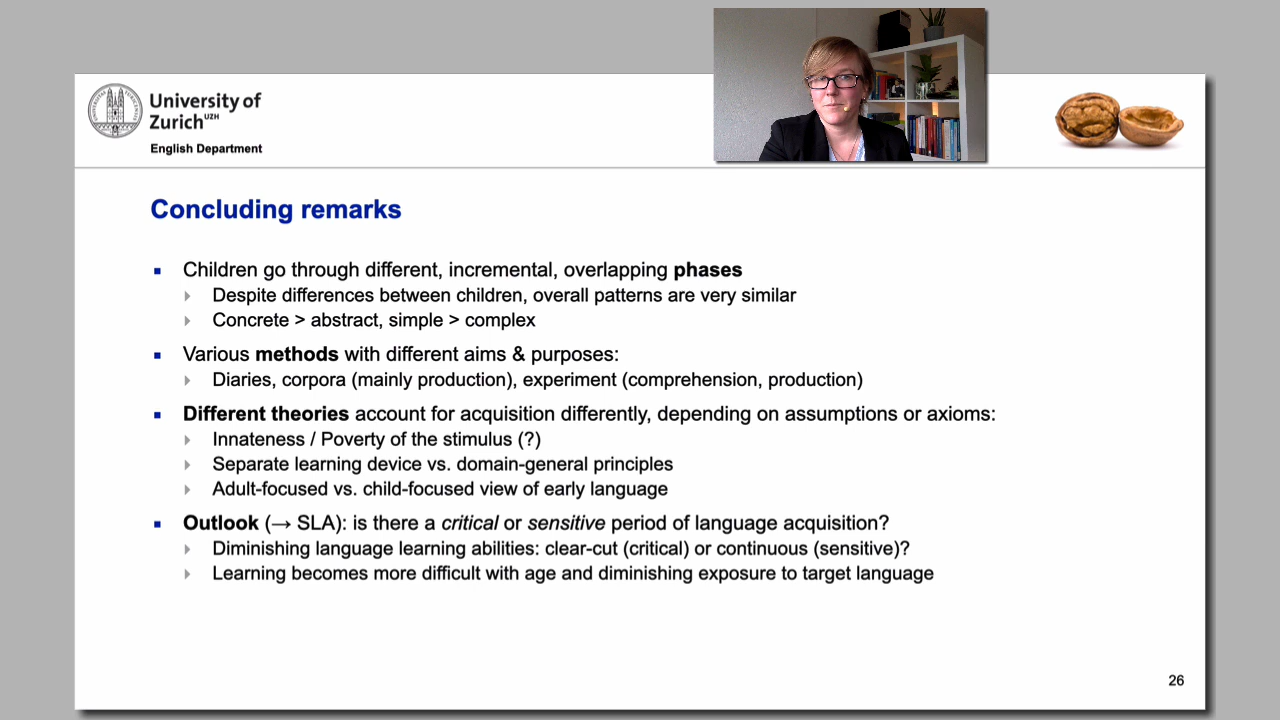 University of
Zurich UZH
English Department
Concluding remarks
Children go through different, incremental, overlapping phases
Despite differences between children, overall patterns are very similar
Concrete > abstract, simple > complex
Various methods with different aims & purposes:
Diaries, corpora (mainly production), experiment (comprehension, production)
Different theories account for acquisition differently, depending on assumptions or axioms:
Innateness / Poverty of the stimulus (?)
Separate learning device vs. domain-general principles
Adult-focused vs. child-focused view of early language
Outlook (→ SLA): is there a critical or sensitive period of language acquisition?
Diminishing language learning abilities: clear-cut (critical) or continuous (sensitive)?
Learning becomes more difficult with age and diminishing exposure to target language
26